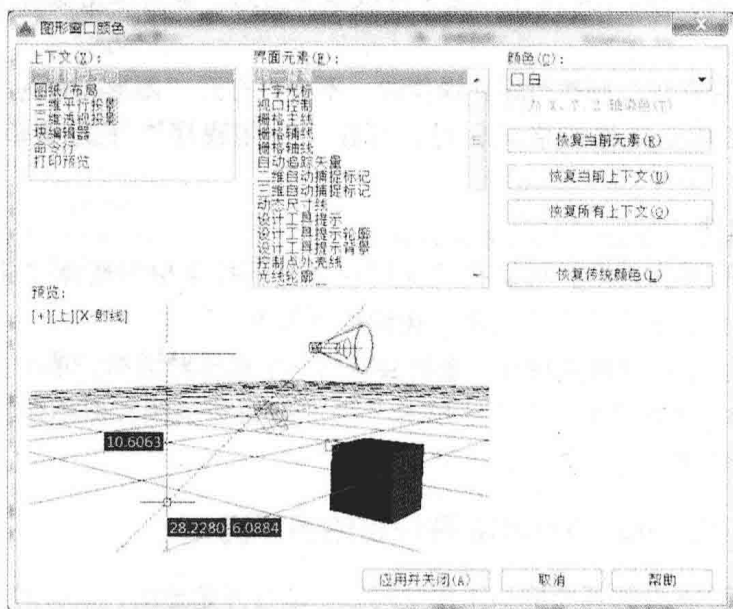 图形窗口颜色
上下文(X):
图纸/布局
三维平行投影
三维透视投影
块编辑器
命令行
打印预览
界面元素(E):
十字光标
视口控制
栅格主线
栅格辅线
栅格轴线
自动追踪矢量
二维自动捕捉标记
三维自动捕捉标记
动态尺寸线
设计工具提示
设计工具提示轮廓
设计工具提示背景
控制点外壳线
光线轮廓
颜色(C):
白
恢复当前元素(R)
恢复当前上下文(U)
恢复所有上下文(O)
恢复传统颜色(L)
预览:
[+][上][X-射线]
10.6063
28.2280
6.0884
应用并关闭(A)
取消
帮助